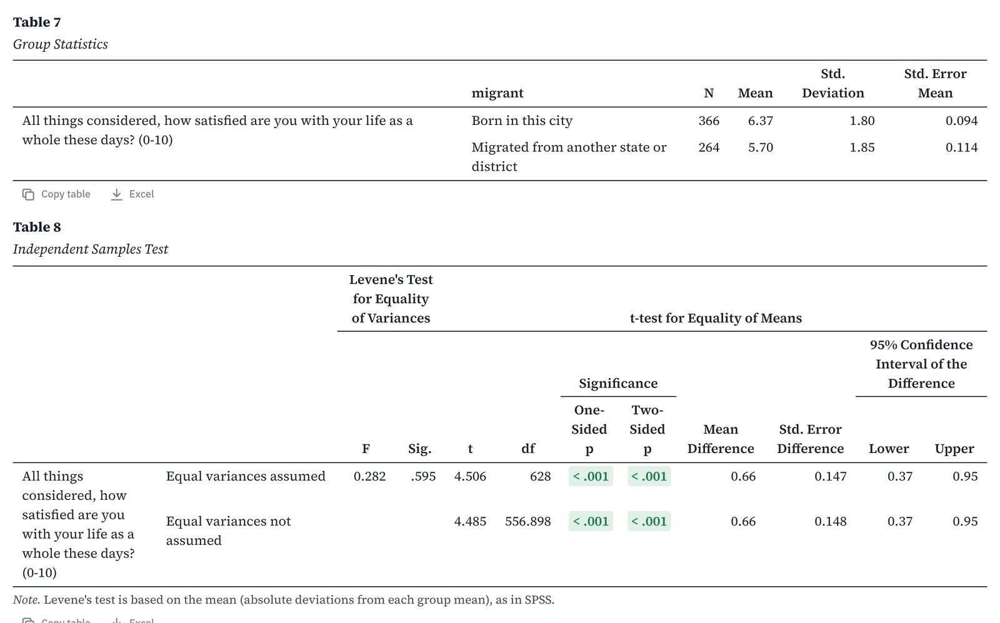 Table 7
Group Statistics
Std. Std. Error
migrant N Mean Deviation Mean
All things considered, how satisfied are you with your life as a Born in this city 366 6.37 1.80 0.094
whole these days? (0-10)
Migrated from another state or 264 5.70 1.85 0.114
district
Copy table Excel
Table 8
Independent Samples Test
Levene's Test
for Equality
of Variances t-test for Equality of Means
95% Confidence
Interval of the
Significance Difference
One- Two-
Sided Sided Mean Std. Error
F Sig. t df p p Difference Difference Lower Upper
All things Equal variances assumed 0.282 .595 4.506 628 < .001 < .001 0.66 0.147 0.37 0.95
considered, how
satisfied are you Equal variances not 4.485 556.898 < .001 < .001 0.66 0.148 0.37 0.95
with your life as a assumed
whole these days?
(0-10)
Note. Levene's test is based on the mean (absolute deviations from each group mean), as in SPSS.
Copy table Excel